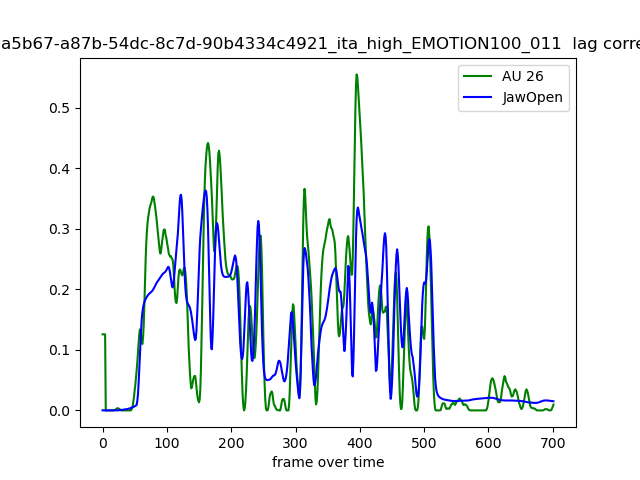 a5b67-a87b-54dc-8c7d-90b4334c4921_ita_high_EMOTION100_011 lag corre
AU 26
JawOpen
0.5
0.4
0.3
0.2
0.1
0.0
0 100 200 300 400 500 600 700
frame over time